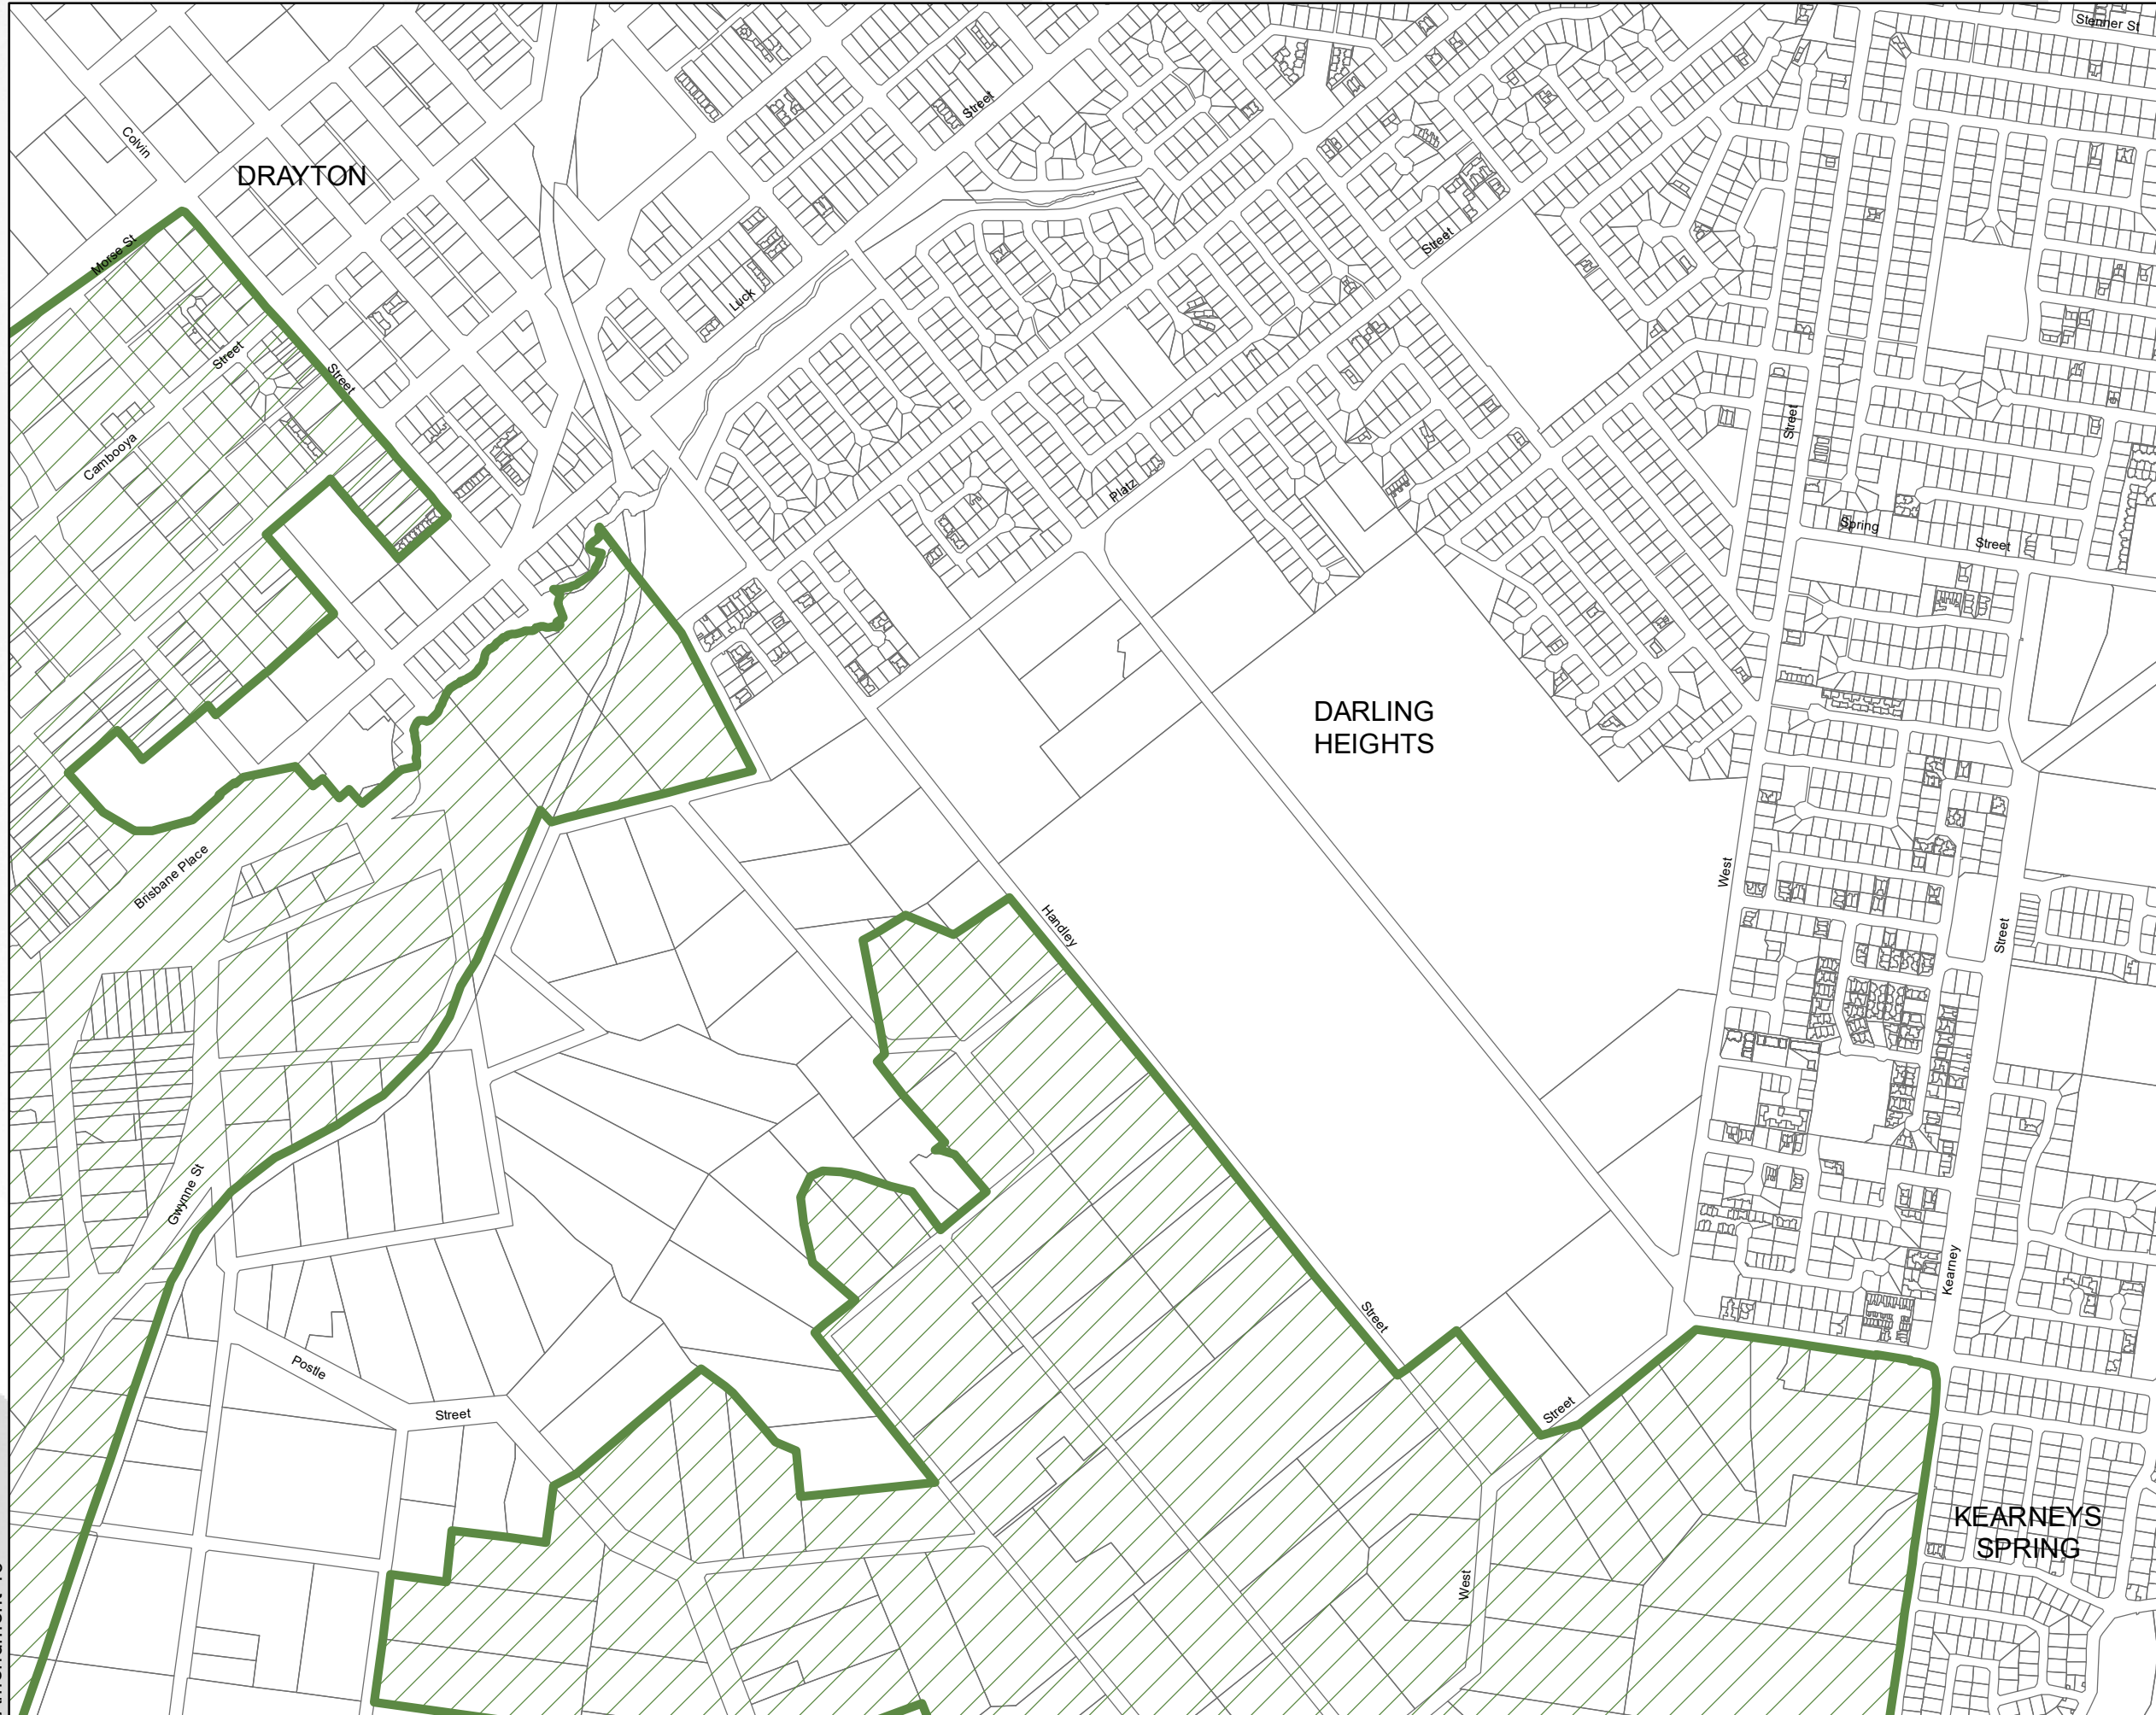 Stenner St
Street
Colvin
DRAYTON
Street
Morse St
Luck
Street
Street
Street
Cambooya
Platz
Spring
Street
DARLING
HEIGHTS
Brisbane Place
West
Handley
Street
Gwynne St
Kearney
Street
Postle
Street
Street
KEARNEYS
SPRING
West